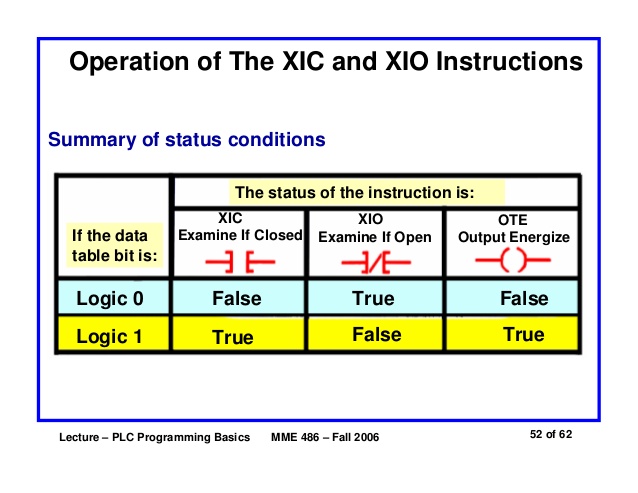 Operation of The XIC and XIO Instructions
Summary of status conditions
The status of the instruction is:
If the data
table bit is:
XIC
Examine If Closed
XIO
Examine If Open
OTE
Output Energize
Logic 0 False True False
Logic 1 True False True
Lecture – PLC Programming Basics MME 486 – Fall 2006 52 of 62